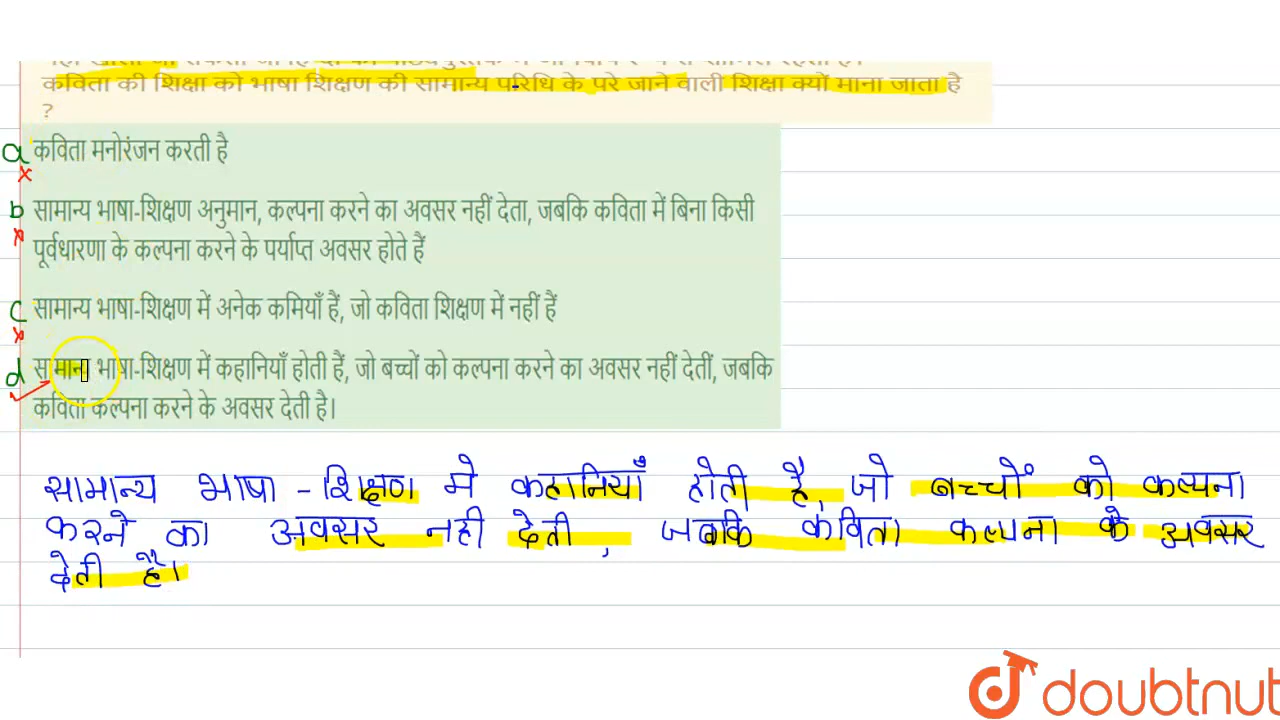 कविता की शिक्षा को भाषा शिक्षण की सामान्य परिधि के परे जाने वाली शिक्षा क्यों माना जाता है
?
a कविता मनोरंजन करती है
b सामान्य भाषा-शिक्षण अनुमान, कल्पना करने का अवसर नहीं देता, जबकि कविता में बिना किसी
पूर्वधारणा के कल्पना करने के पर्याप्त अवसर होते हैं
c सामान्य भाषा-शिक्षण में अनेक कमियाँ हैं, जो कविता शिक्षण में नहीं हैं
d सामान्य भाषा-शिक्षण में कहानियाँ होती हैं, जो बच्चों को कल्पना करने का अवसर नहीं देतीं, जबकि
कविता कल्पना करने के अवसर देती है।
सामान्य भाषा - शिक्षण मे कहानियाँ होती है, जो बच्चों को कल्पना
करने का अवसर नही देती , जबकि कविता कल्पना के अवसर
देती है।
doubtnut